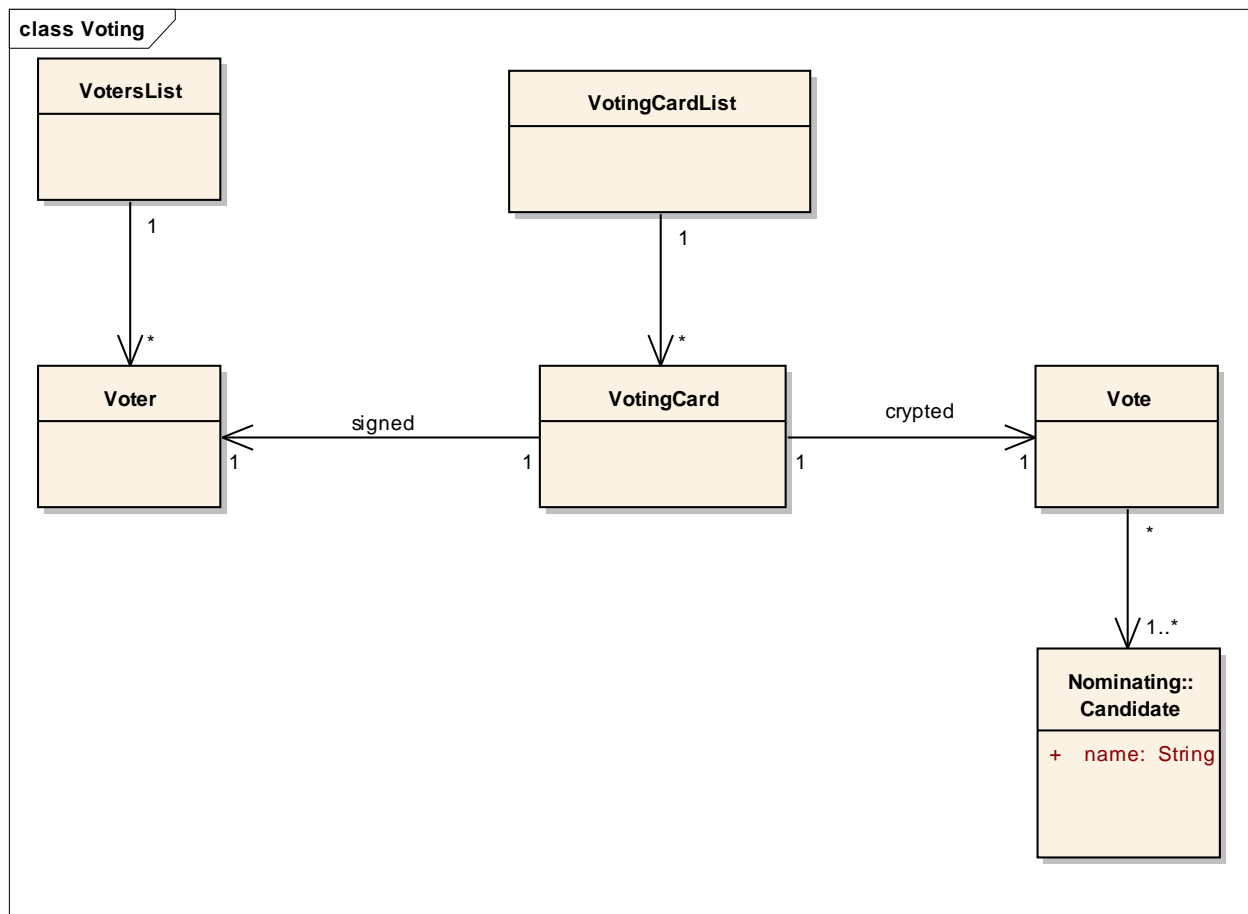 class Voting
VotersList
VotingCardList
1
1
*
*
Voter
VotingCard
Vote
signed
crypted
1
1
1
1
*
1..*
Nominating::
Candidate
+ name: String